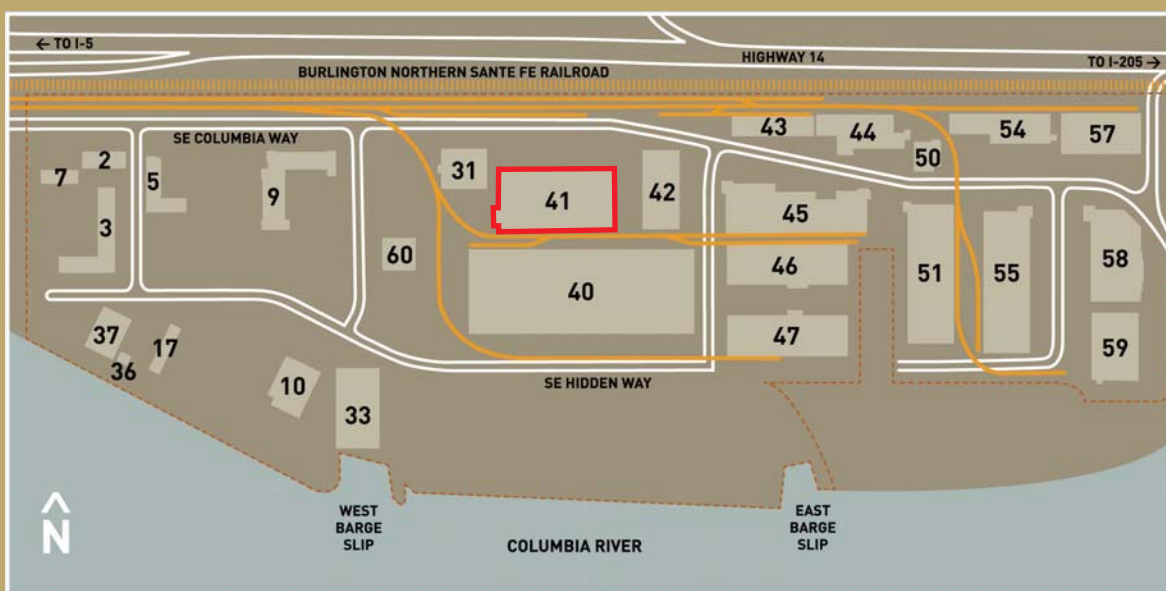 ← TO I-5
HIGHWAY 14
TO I-205 →
BURLINGTON NORTHERN SANTE FE RAILROAD
SE COLUMBIA WAY
43
44
54
57
50
2
7
5
31
42
9
41
3
45
60
46
51
55
58
40
37
17
36
47
59
10
33
SE HIDDEN WAY
N
WEST
BARGE
SLIP
EAST
BARGE
SLIP
COLUMBIA RIVER